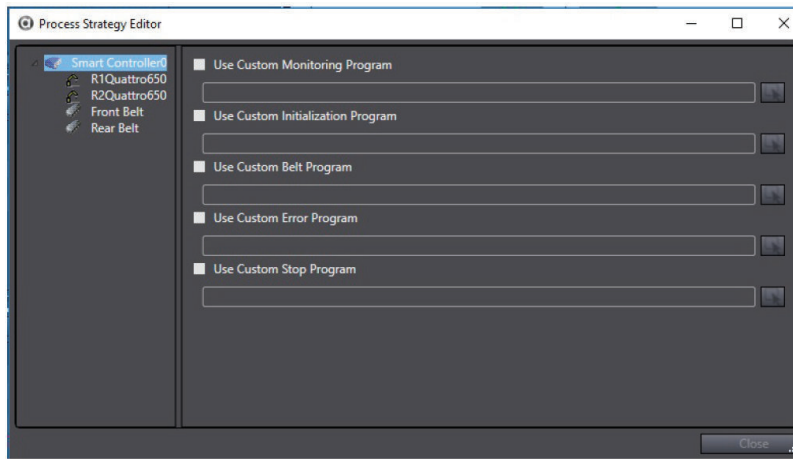 Process Strategy Editor
Smart Controller0
R1Quattro650
R2Quattro650
Front Belt
Rear Belt
Use Custom Monitoring Program
Use Custom Initialization Program
Use Custom Belt Program
Use Custom Error Program
Use Custom Stop Program
Close